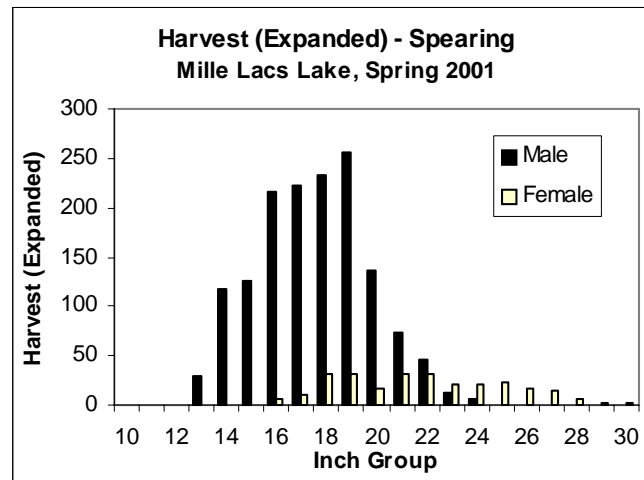 Harvest (Expanded) - Spearing
Mille Lacs Lake, Spring 2001
300
250
200
150
100
50
0
Harvest (Expanded)
Male
Female
10 12 14 16 18 20 22 24 26 28 30
Inch Group